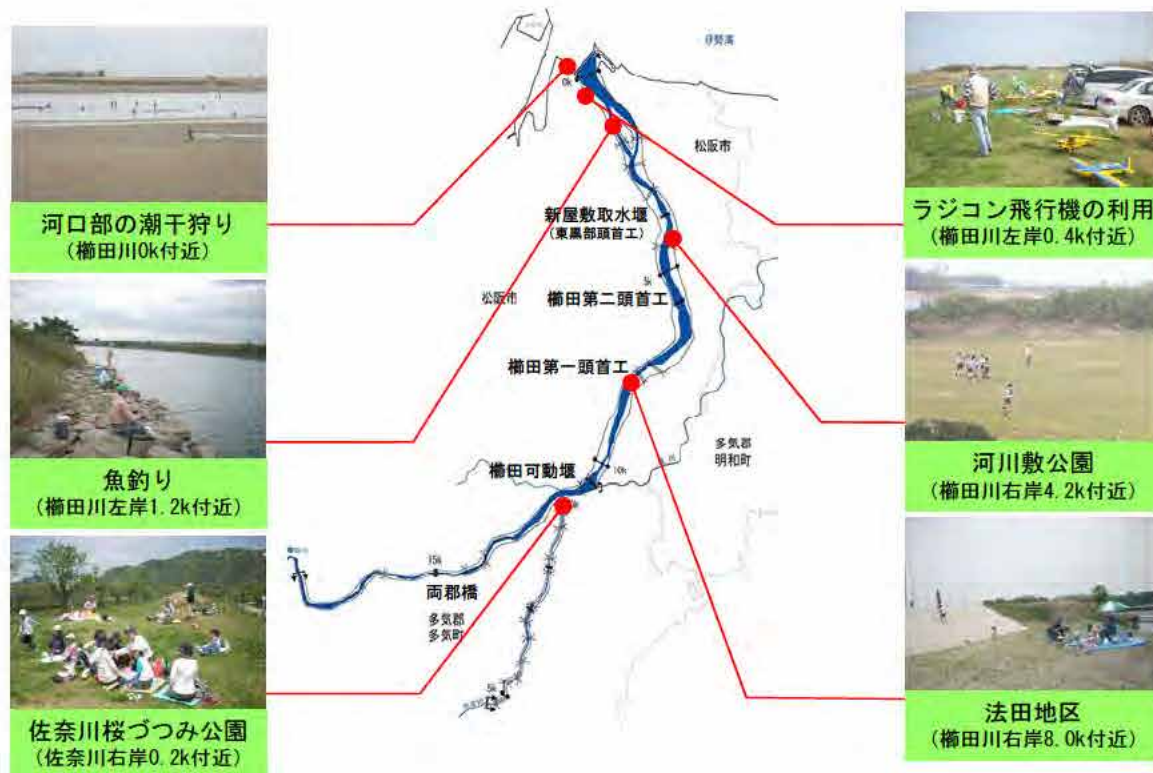 河口部の潮干狩り
(櫛田川0k付近)
魚釣り
(櫛田川左岸1.2k付近)
佐奈川桜づつみ公園
(佐奈川右岸0.2k付近)
伊勢湾
0k
松阪市
新屋敷取水堰
(東黒部頭首工)
5k
松阪市
櫛田第二頭首工
櫛田第一頭首工
多気郡
明和町
櫛田可動堰
10k
15k
両郡橋
多気郡
多気町
5k
ラジコン飛行機の利用
(櫛田川左岸0.4k付近)
河川敷公園
(櫛田川右岸4.2k付近)
法田地区
(櫛田川右岸8.0k付近)